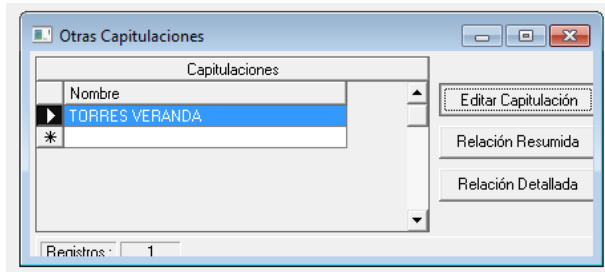 Otras Capitulaciones
Capitulaciones
Nombre
TORRES VERANDA
Editar Capitulación
Relación Resumida
Relación Detallada
Registros : 1